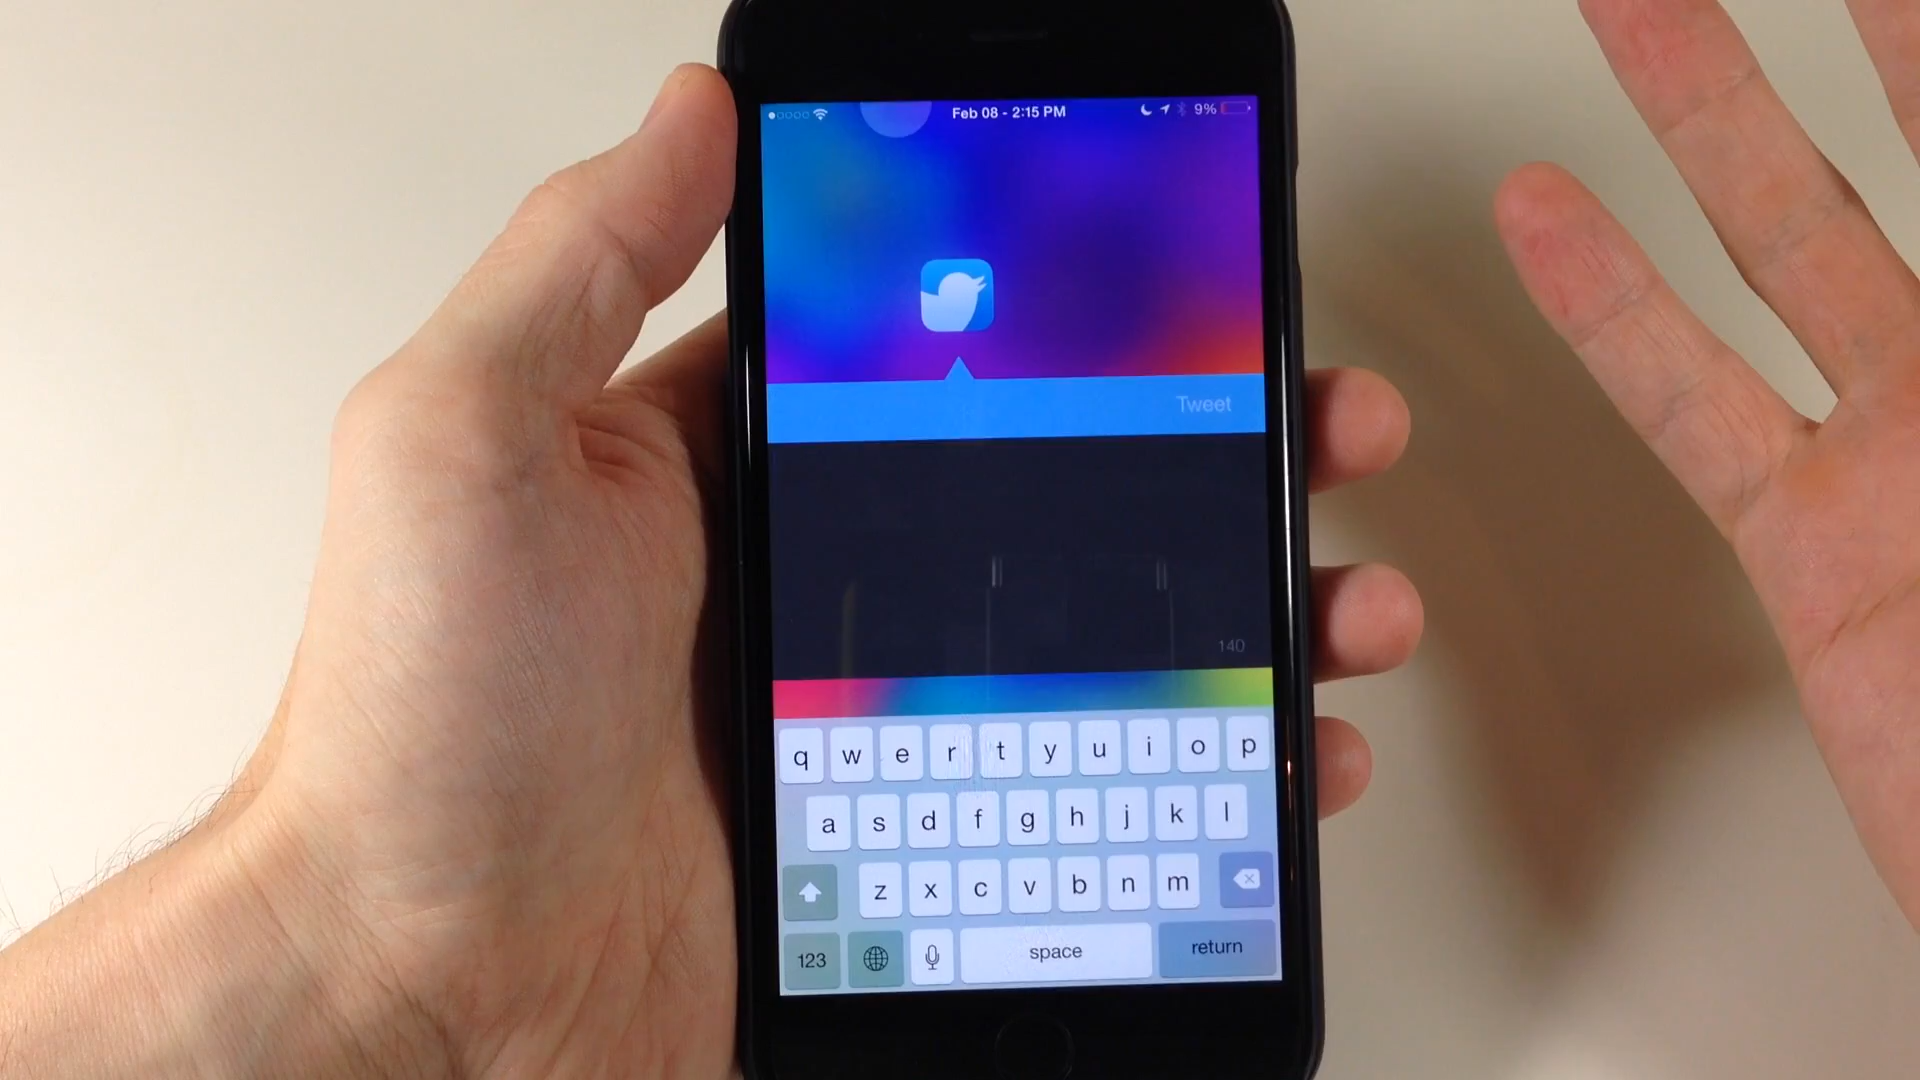 Feb 08 - 2:15 PM 9%
Tweet
140
q w e r t y u i o p
a s d f g h j k l
z x c v b n m
123 space return